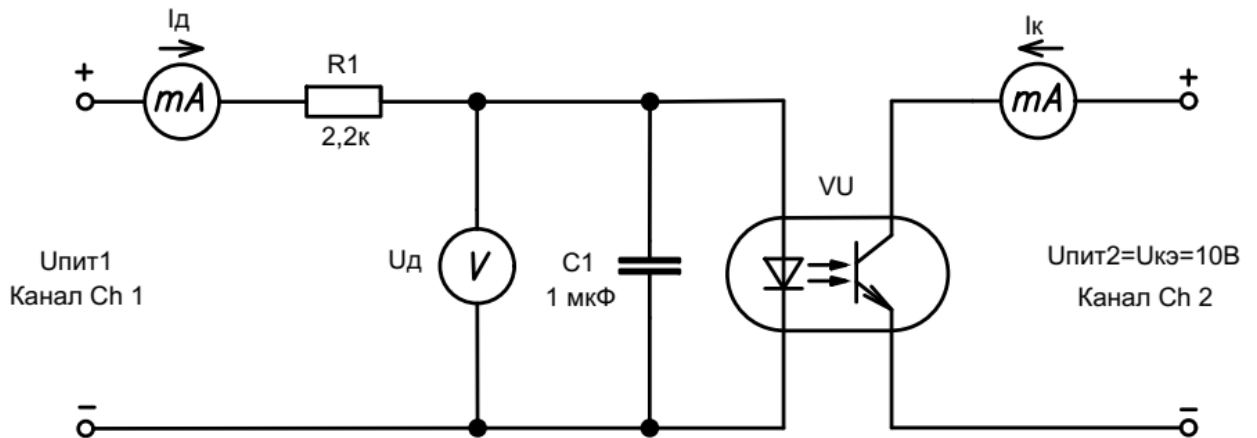 Iд
Iк
+
mA
R1
2,2к
mA
+
VU
Uпит1
Канал Ch 1
Uд
V
C1
1 мкФ
Uпит2=Uкэ=10В
Канал Ch 2
−
−